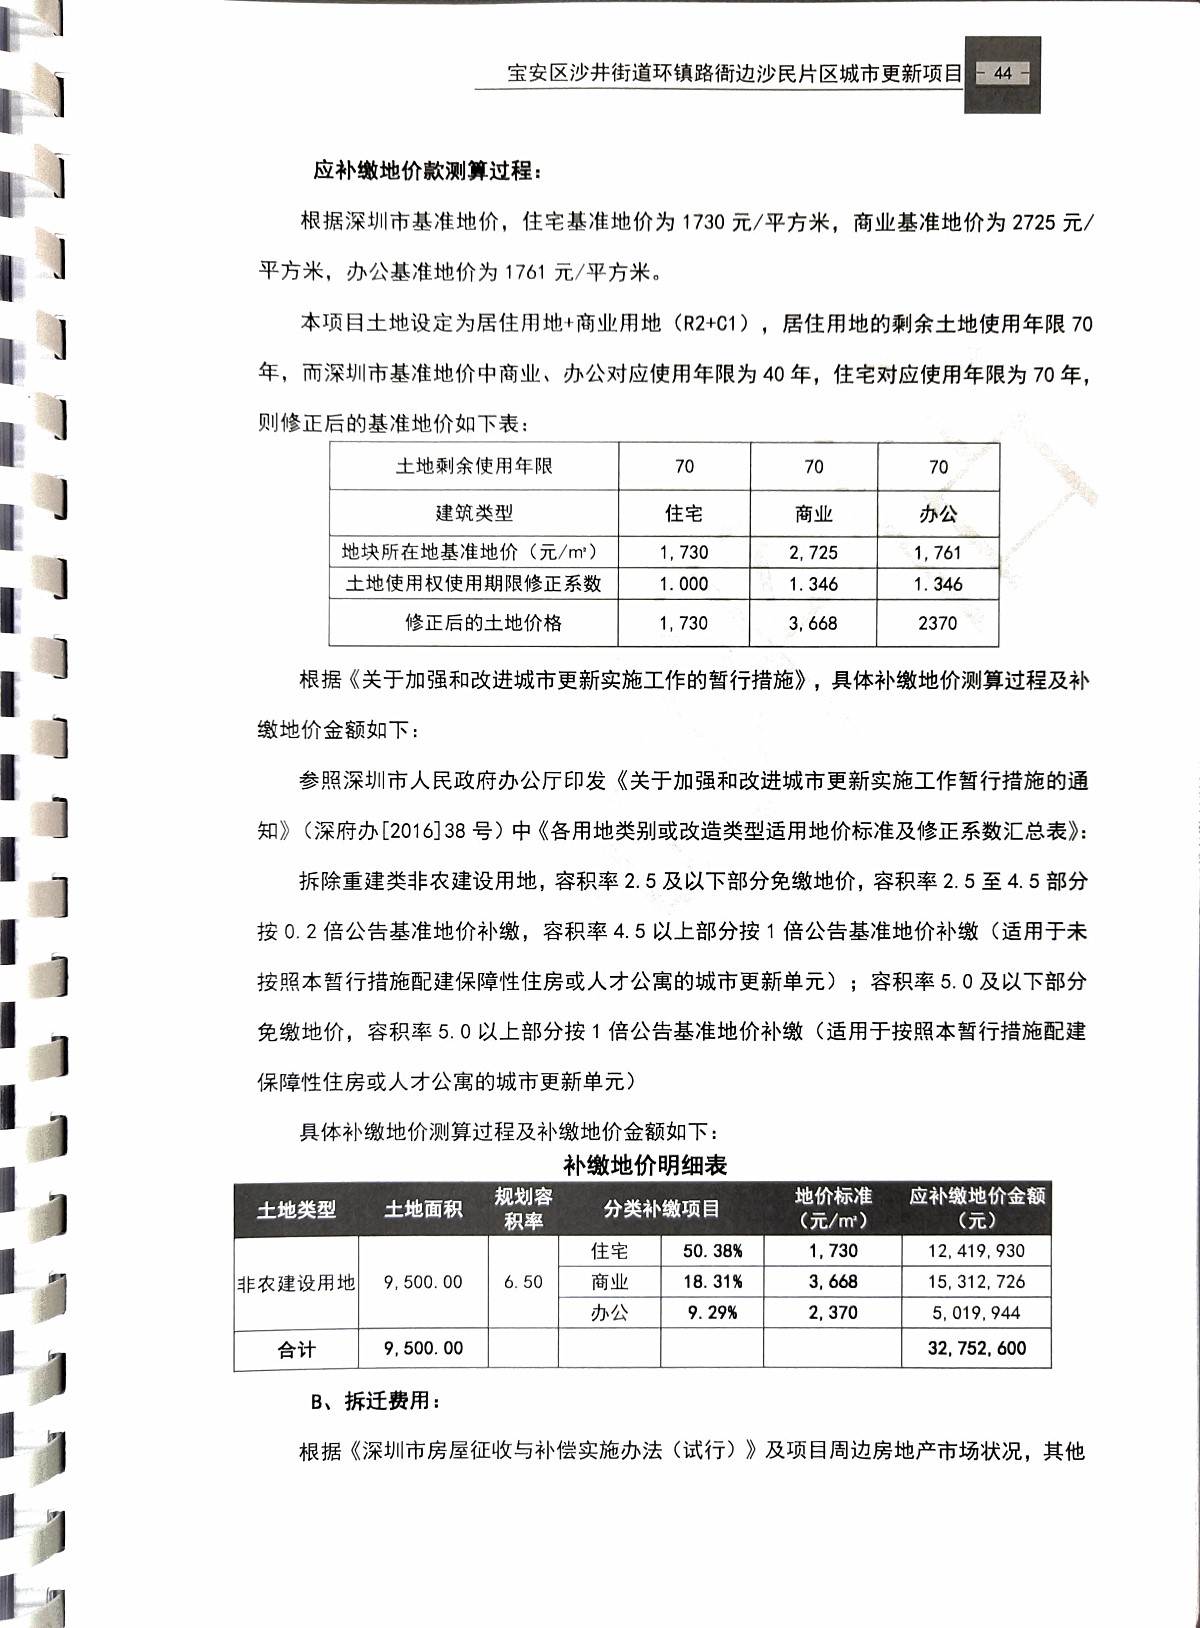 宝安区沙井街道环镇路衙边沙民片区城市更新项目 - 44 -
应补缴地价款测算过程：
根据深圳市基准地价，住宅基准地价为 1730 元/平方米，商业基准地价为 2725 元/
平方米，办公基准地价为 1761 元/平方米。
本项目土地设定为居住用地+商业用地（R2+C1），居住用地的剩余土地使用年限 70
年，而深圳市基准地价中商业、办公对应使用年限为 40 年，住宅对应使用年限为 70 年，
则修正后的基准地价如下表：
土地剩余使用年限 70 70 70
建筑类型 住宅 商业 办公
地块所在地基准地价（元/㎡） 1,730 2,725 1,761
土地使用权使用期限修正系数 1.000 1.346 1.346
修正后的土地价格 1,730 3,668 2370
根据《关于加强和改进城市更新实施工作的暂行措施》，具体补缴地价测算过程及补
缴地价金额如下：
参照深圳市人民政府办公厅印发《关于加强和改进城市更新实施工作暂行措施的通
知》（深府办[2016]38 号）中《各用地类别或改造类型适用地价标准及修正系数汇总表》：
拆除重建类非农建设用地，容积率 2.5 及以下部分免缴地价，容积率 2.5 至 4.5 部分
按 0.2 倍公告基准地价补缴，容积率 4.5 以上部分按 1 倍公告基准地价补缴（适用于未
按照本暂行措施配建保障性住房或人才公寓的城市更新单元）；容积率 5.0 及以下部分
免缴地价，容积率 5.0 以上部分按 1 倍公告基准地价补缴（适用于按照本暂行措施配建
保障性住房或人才公寓的城市更新单元）
具体补缴地价测算过程及补缴地价金额如下：
补缴地价明细表
土地类型 土地面积 规划容积率 分类补缴项目 地价标准（元/㎡） 应补缴地价金额（元）
非农建设用地 9,500.00 6.50 住宅 50.38% 1,730 12,419,930
商业 18.31% 3,668 15,312,726
办公 9.29% 2,370 5,019,944
合计 9,500.00 32,752,600
B、拆迁费用：
根据《深圳市房屋征收与补偿实施办法（试行）》及项目周边房地产市场状况，其他